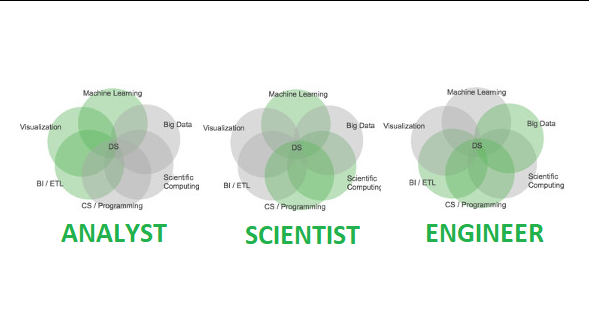 Machine Learning
Visualization
Big Data
DS
BI / ETL
Scientific
Computing
CS / Programming
ANALYST
Machine Learning
Visualization
Big Data
DS
BI / ETL
Scientific
Computing
CS / Programming
SCIENTIST
Machine Learning
Visualization
Big Data
DS
BI / ETL
Scientific
Computing
CS / Programming
ENGINEER